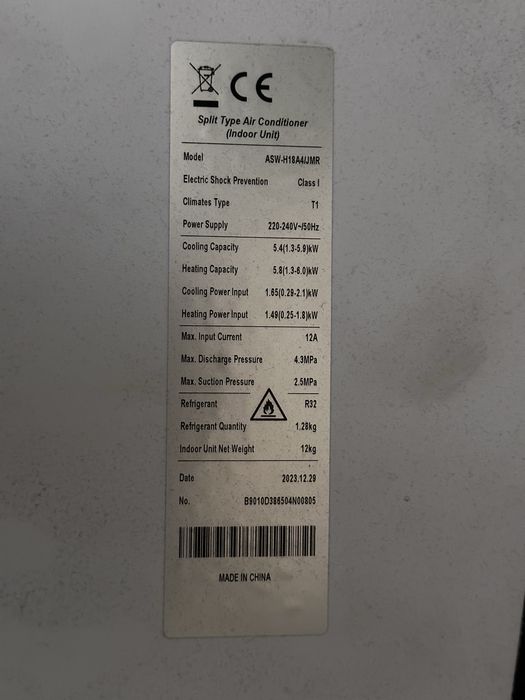 CE
Split Type Air Conditioner
(Indoor Unit)
Model ASW-H18A4/JMR
Electric Shock Prevention Class I
Climates Type T1
Power Supply 220-240V~/50Hz
Cooling Capacity 5.4(1.3-5.9)kW
Heating Capacity 5.8(1.3-6.0)kW
Cooling Power Input 1.65(0.29-2.1)kW
Heating Power Input 1.49(0.25-1.8)kW
Max. Input Current 12A
Max. Discharge Pressure 4.3MPa
Max. Suction Pressure 2.5MPa
Refrigerant R32
Refrigerant Quantity 1.28kg
Indoor Unit Net Weight 12kg
Date 2023.12.29
No. B9010D386504N00805
MADE IN CHINA